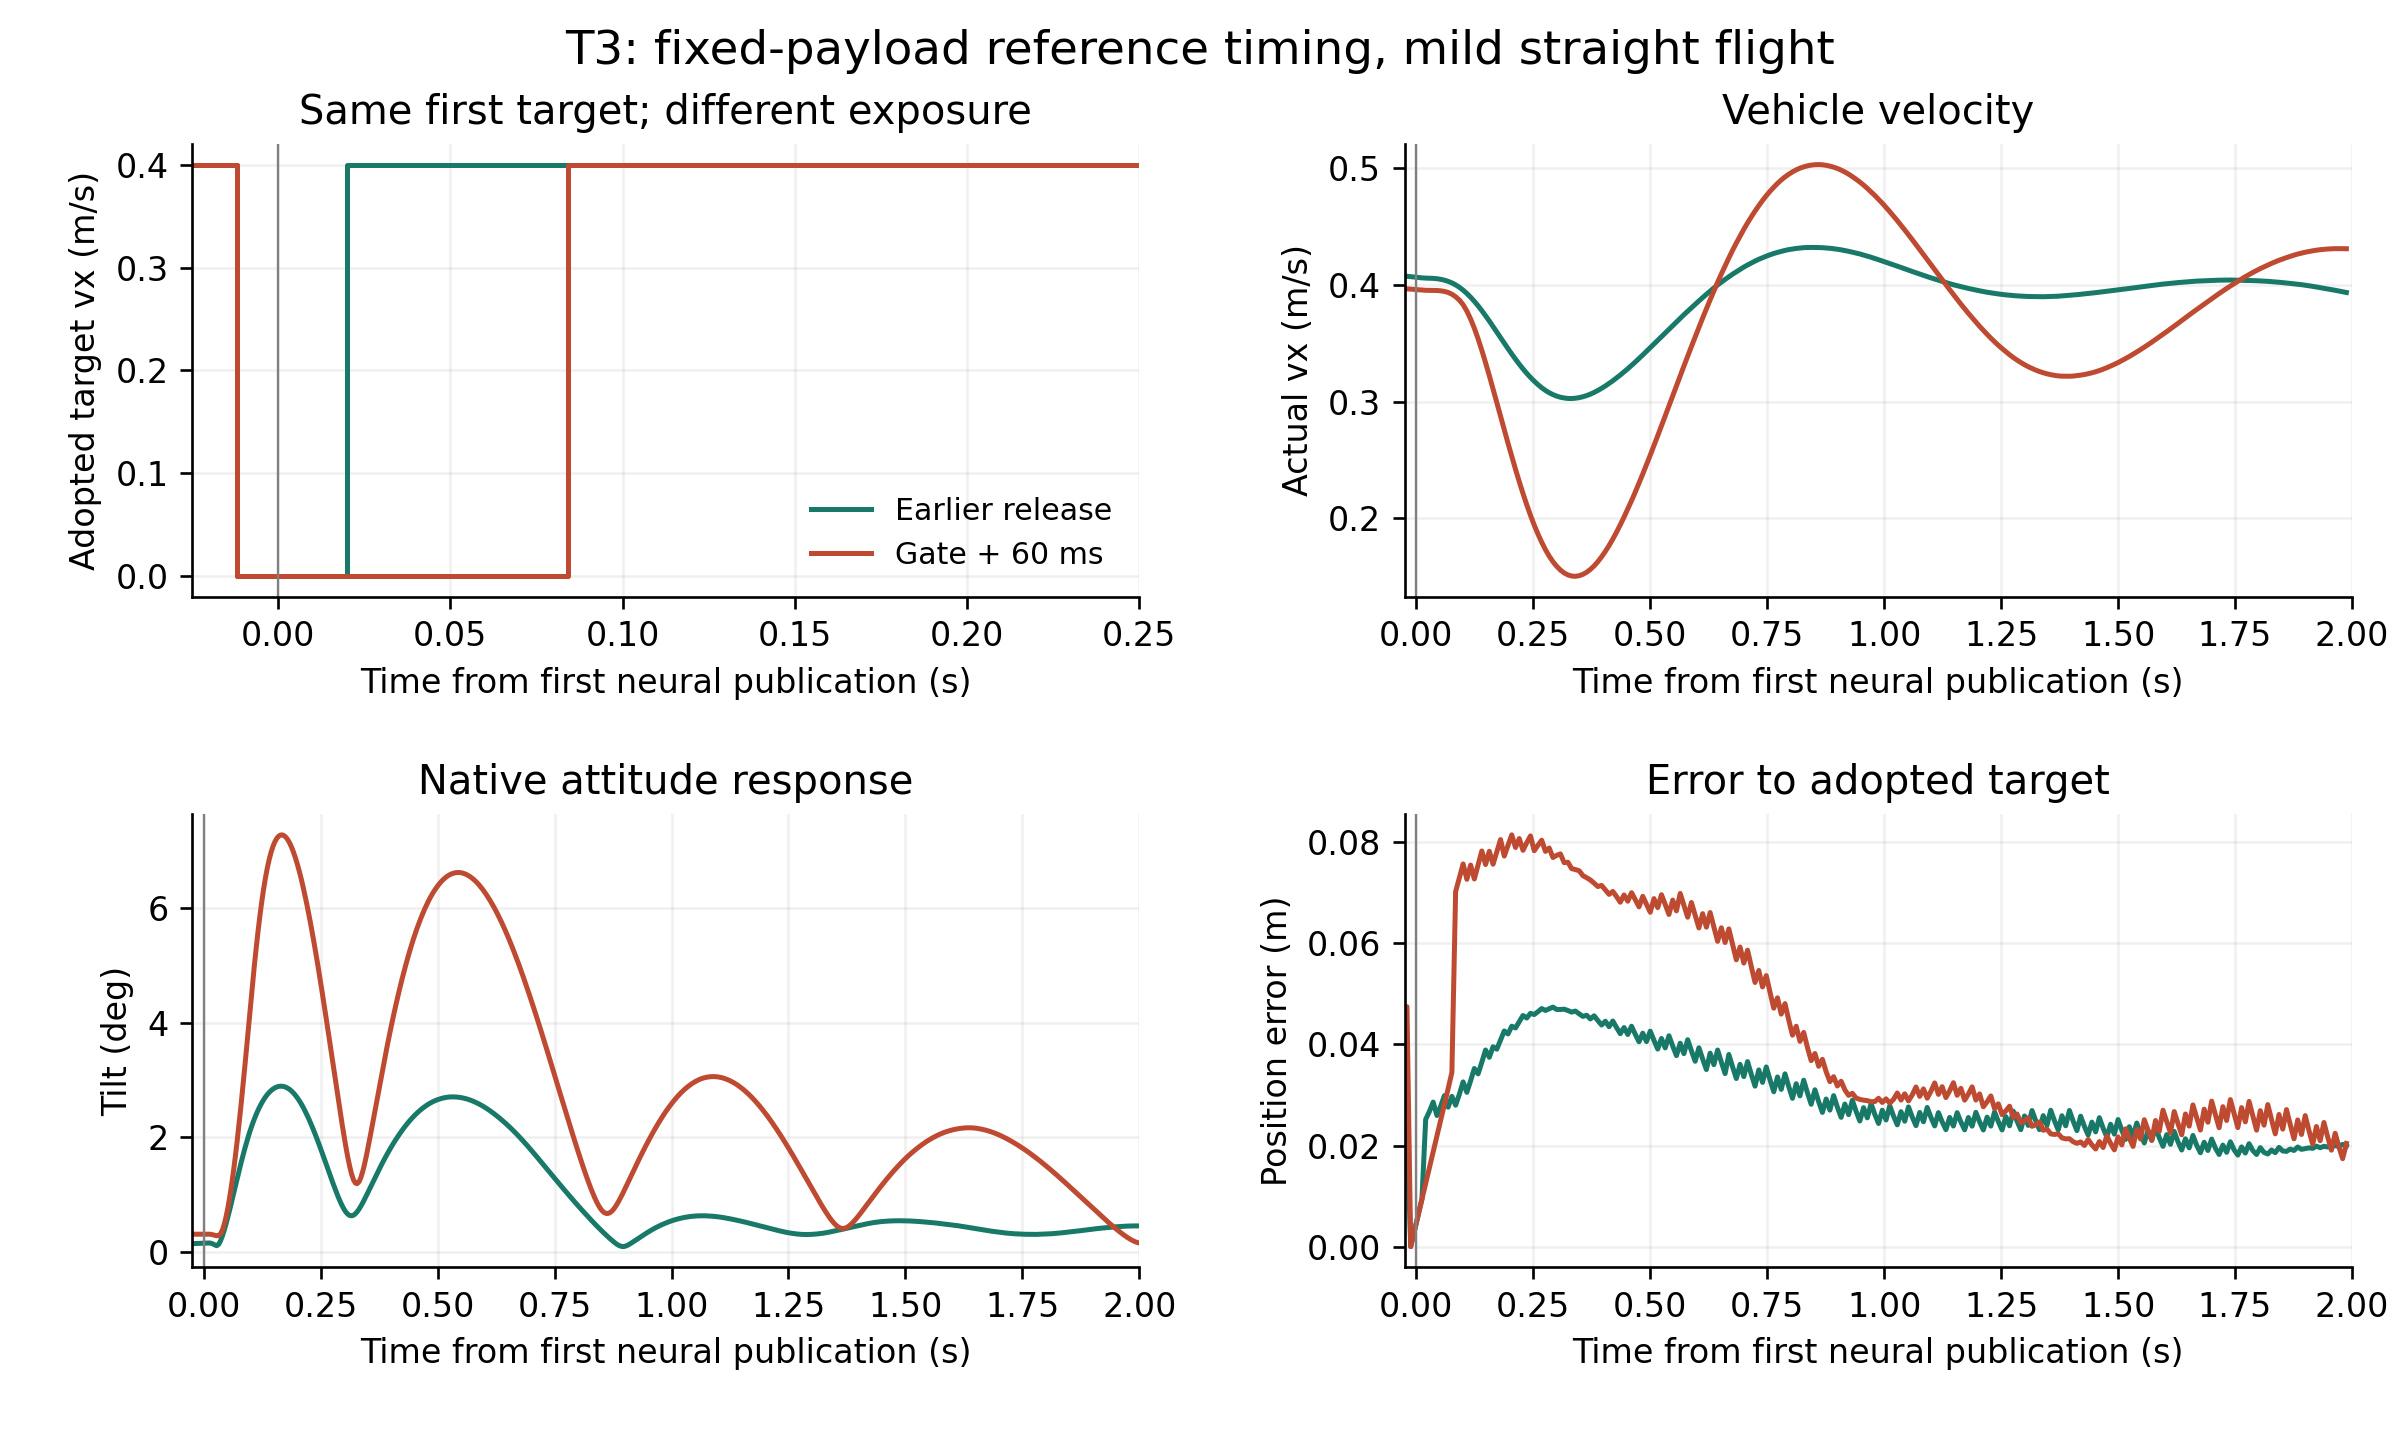 T3: fixed-payload reference timing, mild straight flight
Same first target; different exposure
Adopted target vx (m/s)
0.4
0.3
0.2
0.1
0.0
Earlier release
Gate + 60 ms
0.00 0.05 0.10 0.15 0.20 0.25
Time from first neural publication (s)
Vehicle velocity
Actual vx (m/s)
0.5
0.4
0.3
0.2
0.00 0.25 0.50 0.75 1.00 1.25 1.50 1.75 2.00
Time from first neural publication (s)
Native attitude response
Tilt (deg)
6
4
2
0
0.00 0.25 0.50 0.75 1.00 1.25 1.50 1.75 2.00
Time from first neural publication (s)
Error to adopted target
Position error (m)
0.08
0.06
0.04
0.02
0.00
0.00 0.25 0.50 0.75 1.00 1.25 1.50 1.75 2.00
Time from first neural publication (s)